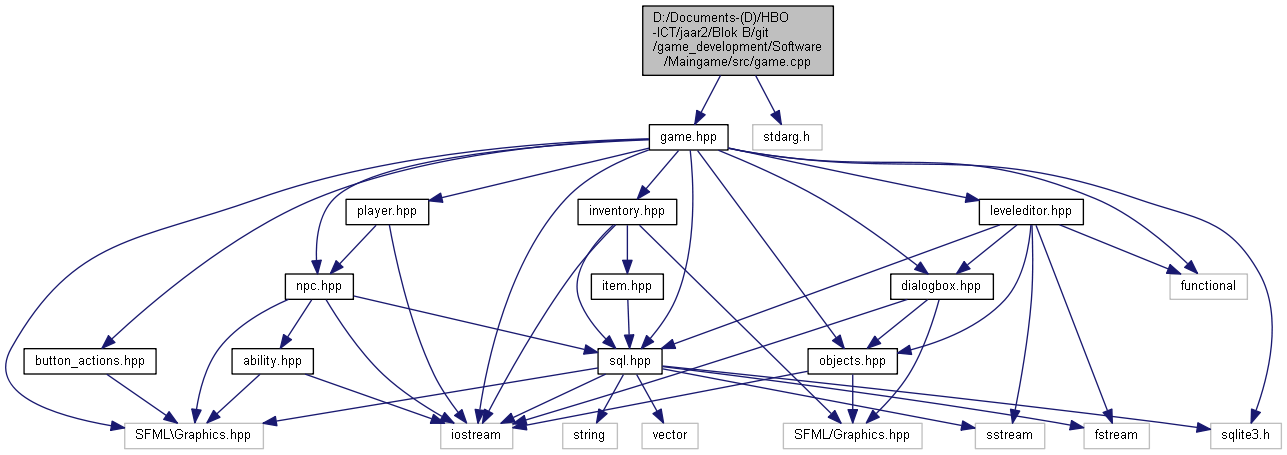 D:/Documents-(D)/HBO
-ICT/jaar2/Blok B/git
/game_development/Software
/Maingame/src/game.cpp
game.hpp
stdarg.h
player.hpp
inventory.hpp
leveleditor.hpp
npc.hpp
item.hpp
dialogbox.hpp
functional
button_actions.hpp
ability.hpp
sql.hpp
objects.hpp
SFML\Graphics.hpp
iostream
string
vector
SFML/Graphics.hpp
sstream
fstream
sqlite3.h